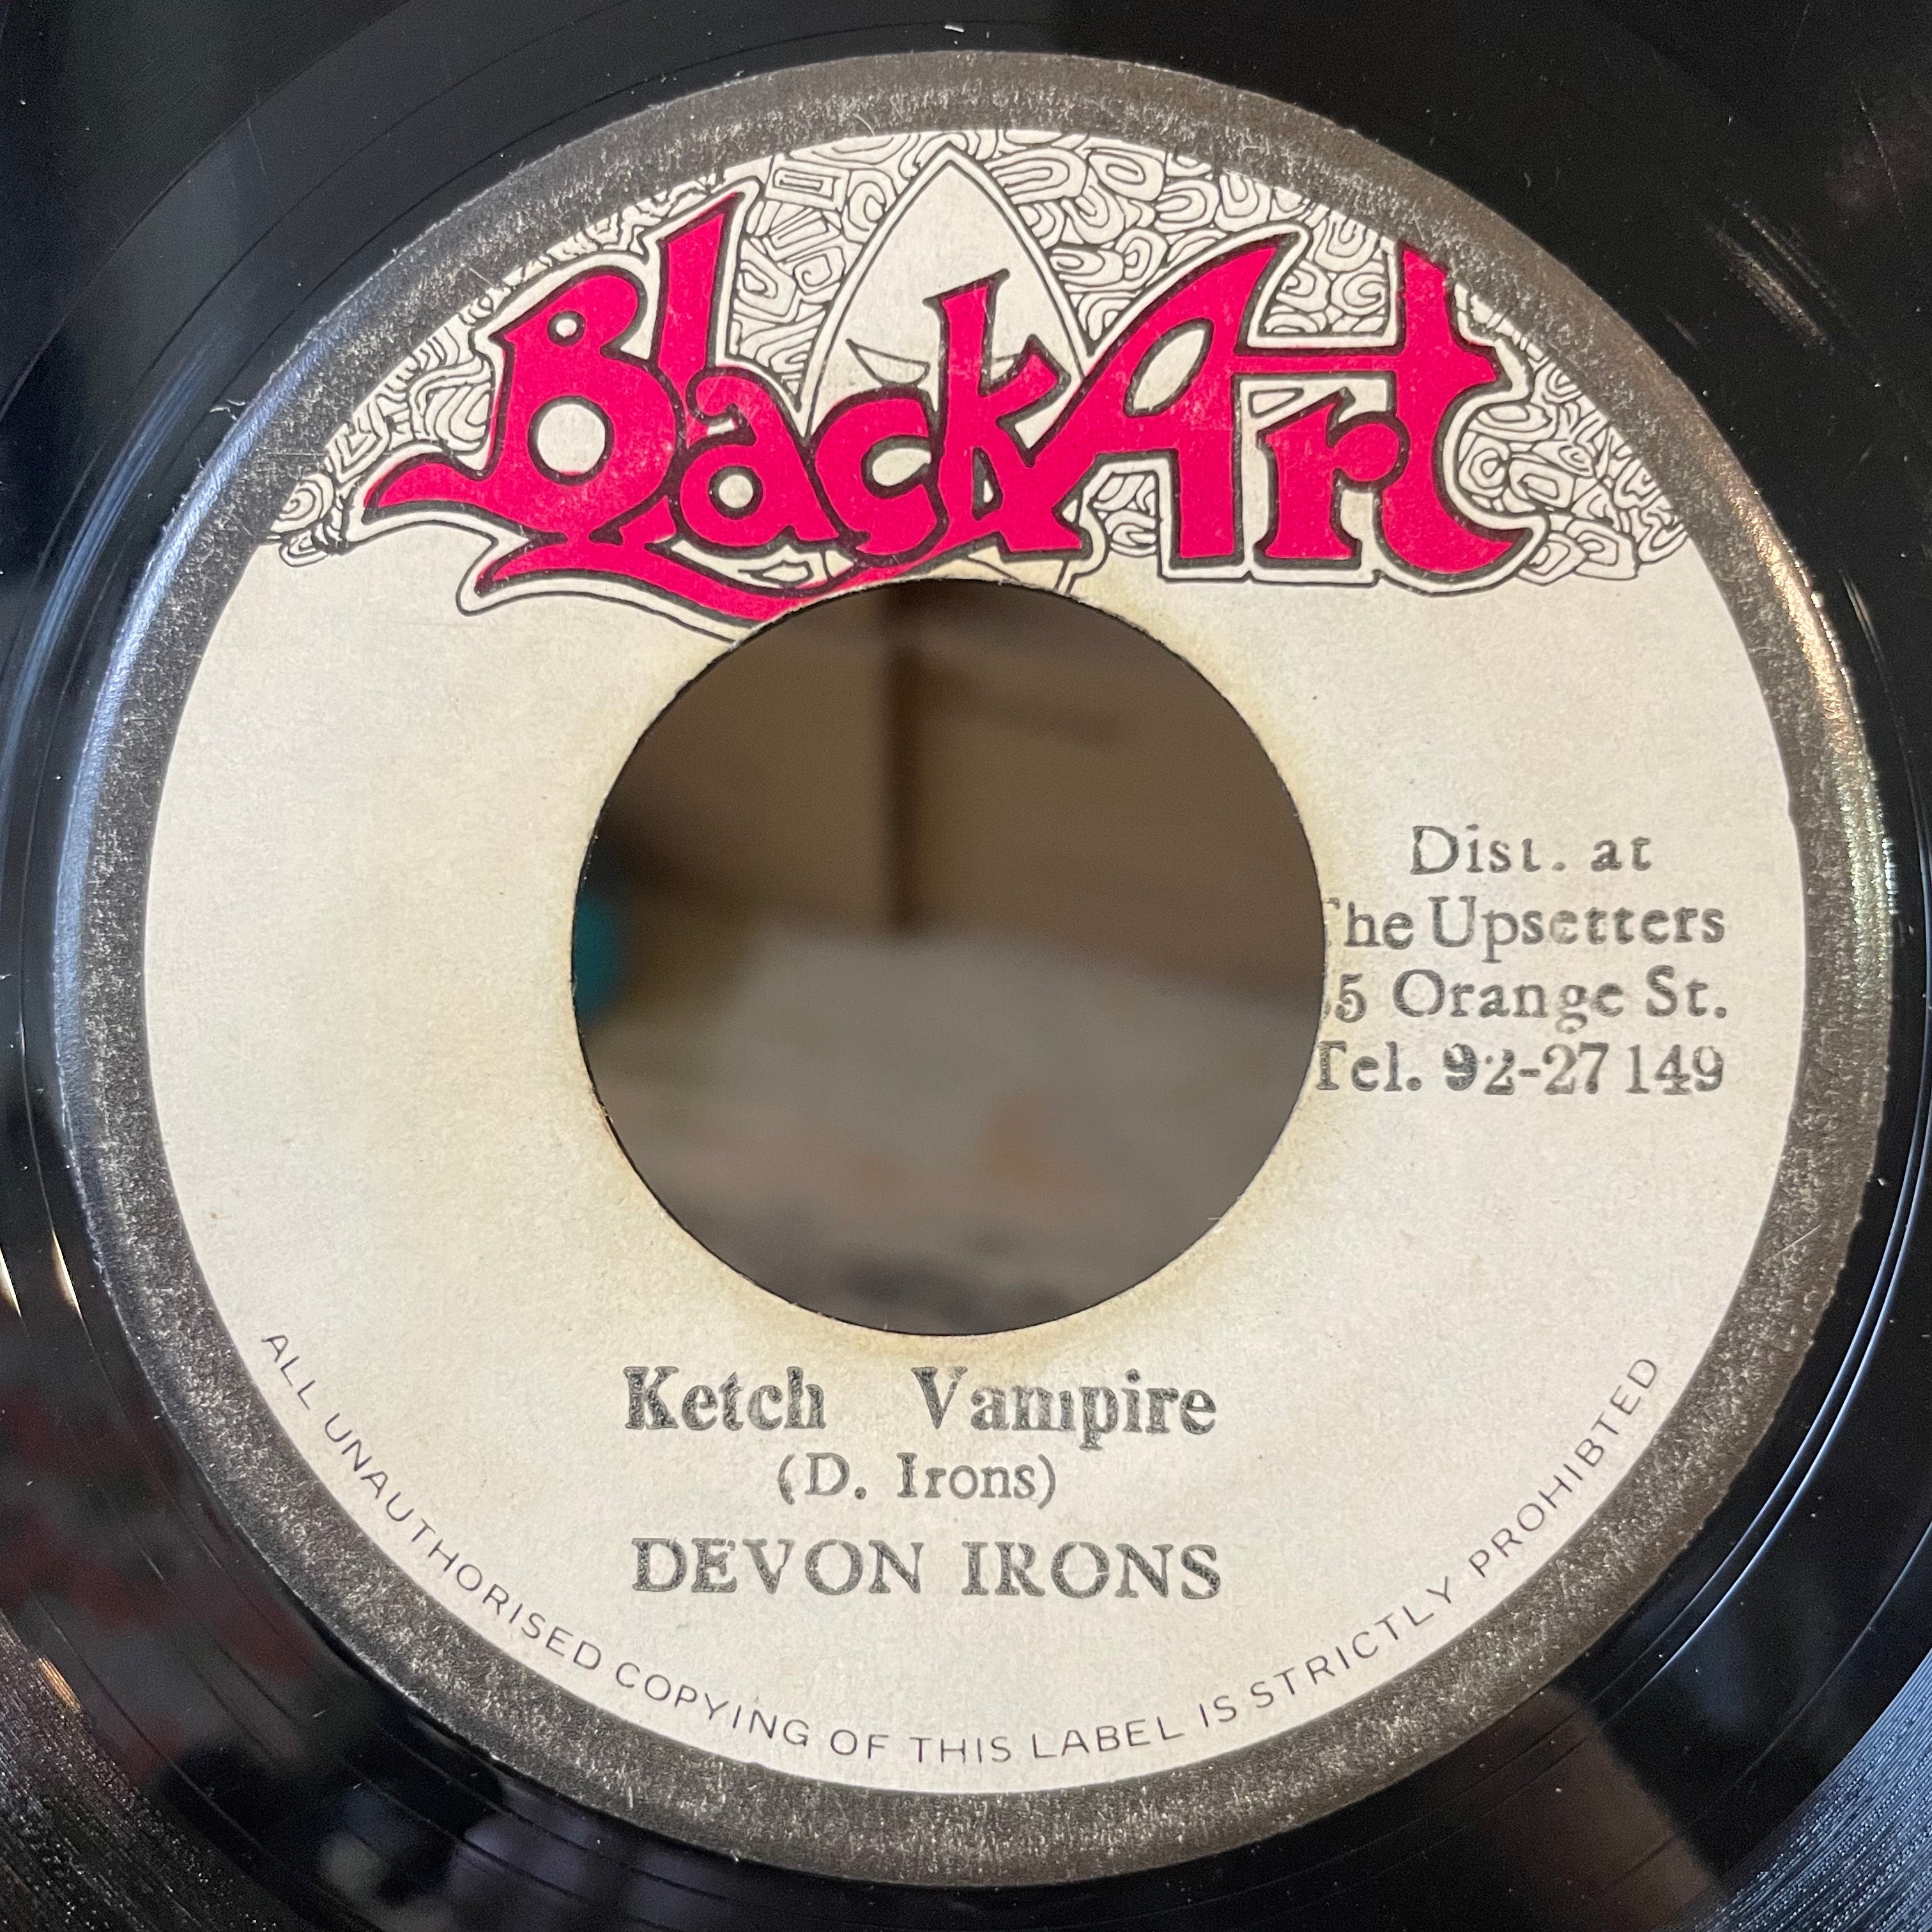 BlackArt
Dist. at
The Upsetters
5 Orange St.
Tel. 92-27149
Ketch Vampire
(D. Irons)
DEVON IRONS
ALL UNAUTHORISED COPYING OF THIS LABEL IS STRICTLY PROHIBTED